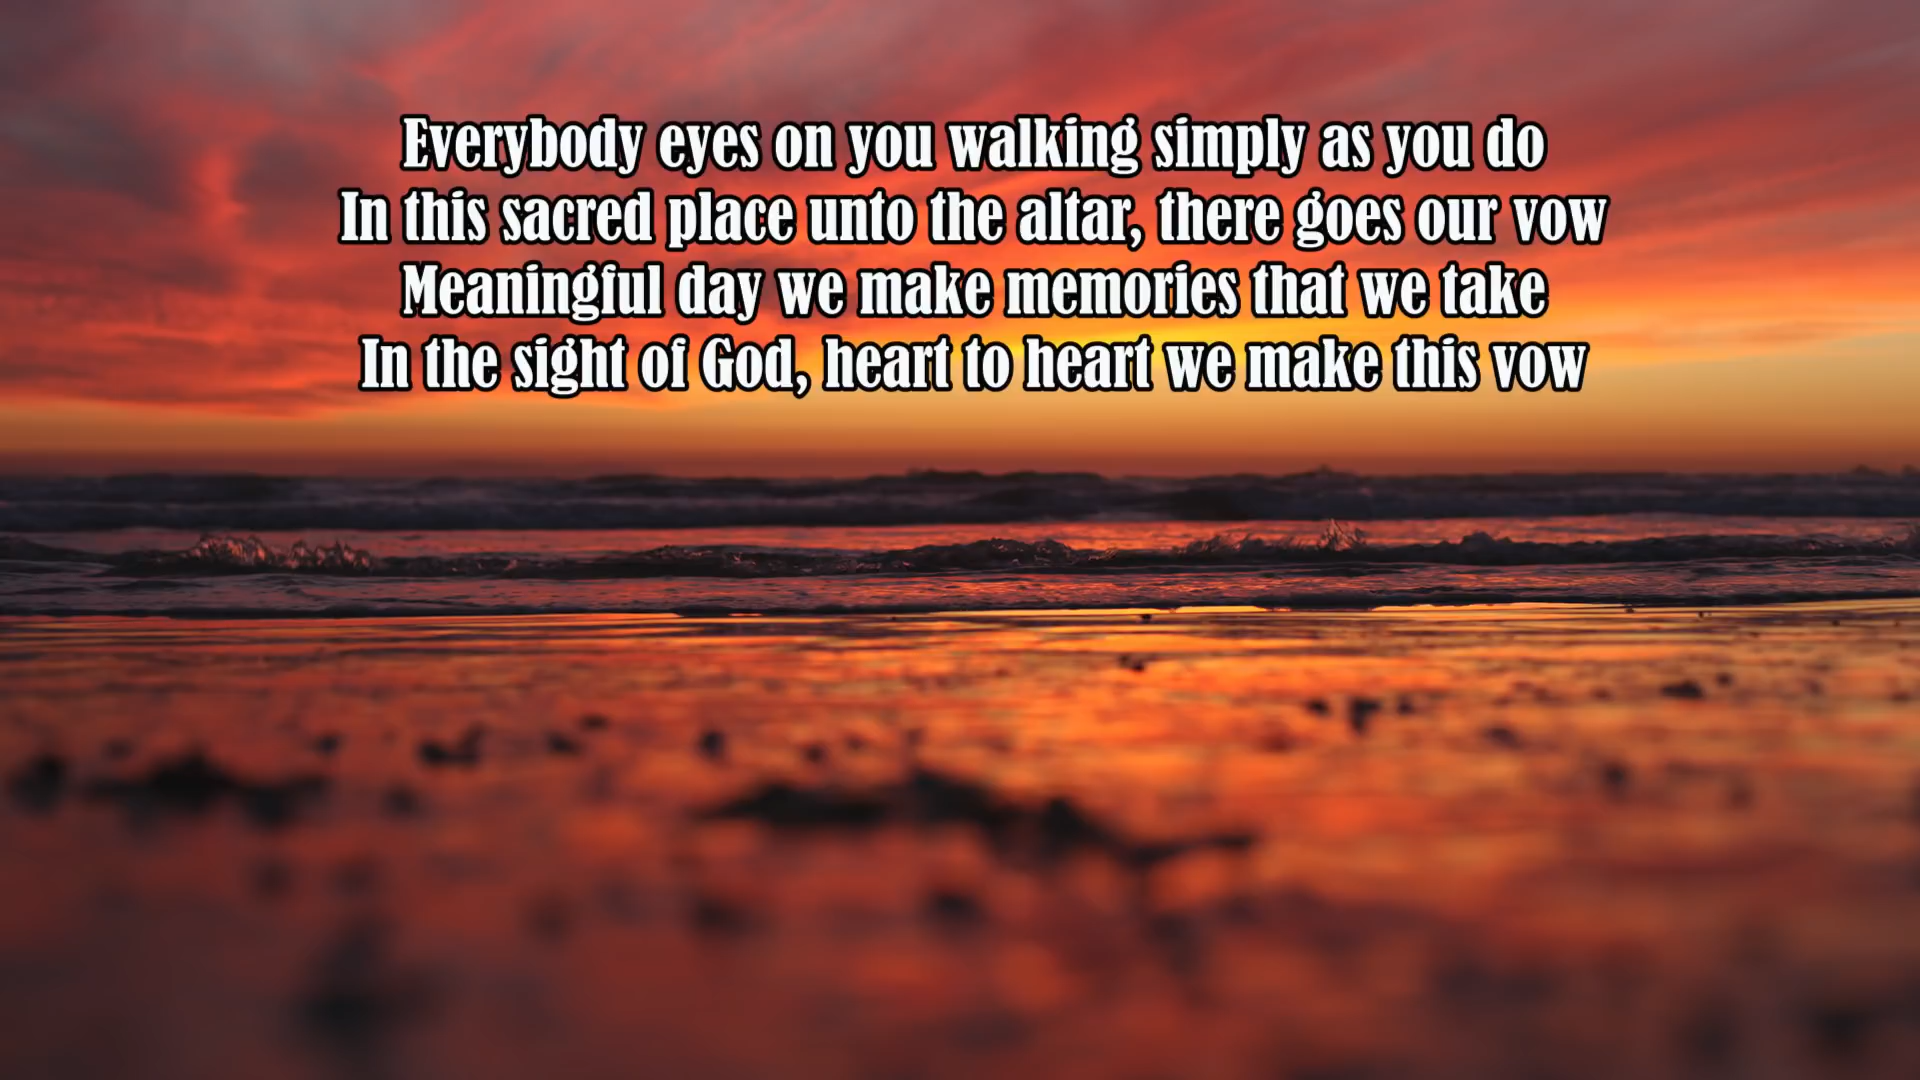 Everybody eyes on you walking simply as you do
In this sacred place unto the altar, there goes our vow
Meaningful day we make memories that we take
In the sight of God, heart to heart we make this vow